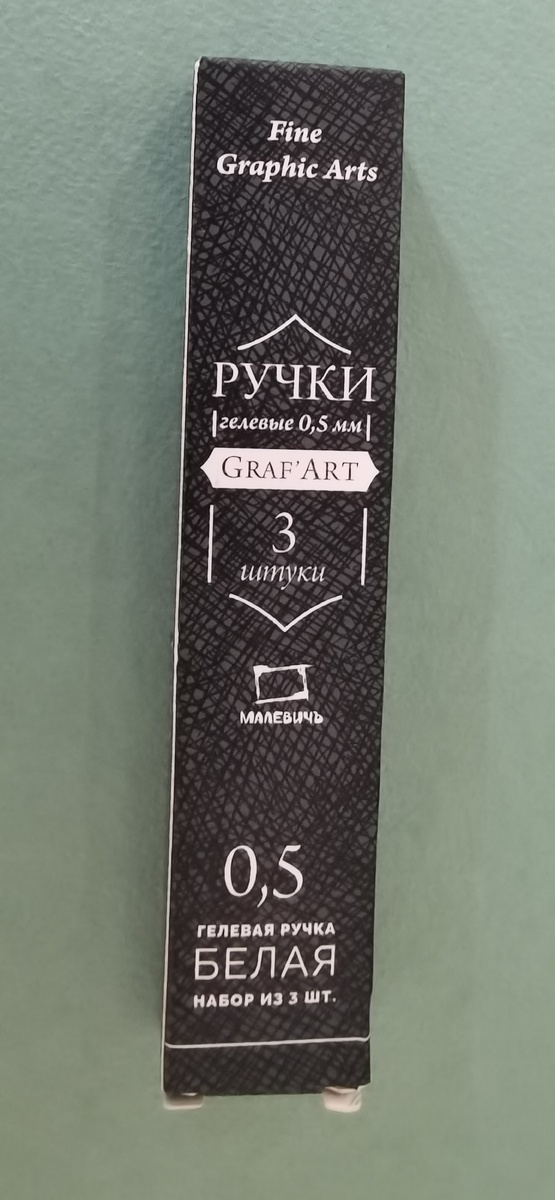 Fine
Graphic Arts
РУЧКИ
гелевые 0,5 мм
GRAF'ART
3
штуки
МАЛЕВИЧЪ
0,5
ГЕЛЕВАЯ РУЧКА
БЕЛАЯ
НАБОР ИЗ 3 ШТ.